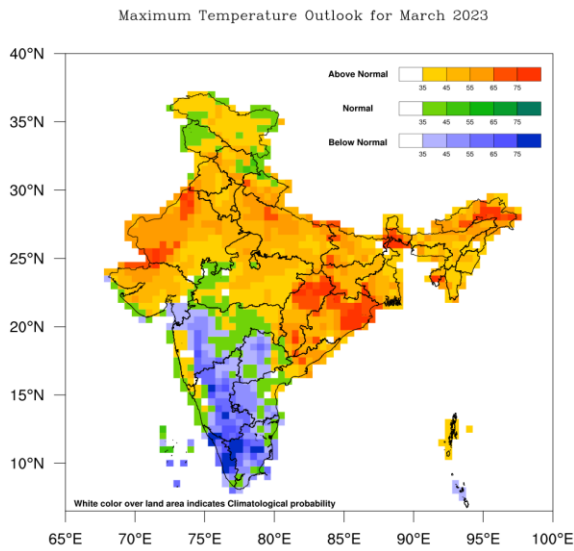 Maximum Temperature Outlook for March 2023
40°N
Above Normal
35 45 55 65 75
Normal
35 45 55 65 75
35°N
Below Normal
35 45 55 65 75
30°N
25°N
20°N
15°N
10°N
White color over land area indicates Climatological probability
65°E 70°E 75°E 80°E 85°E 90°E 95°E 100°E